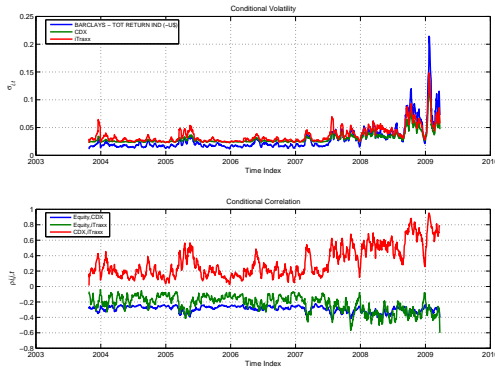 Conditional Volatility
BARCLAYS - TOT RETURN IND (~U$)
CDX
iTraxx
0.25
0.2
0.15
0.1
0.05
0
σi,t
2003 2004 2005 2006 2007 2008 2009 2010
Time Index
Conditional Correlation
Equity,CDX
Equity,iTraxx
CDX,iTraxx
1
0.8
0.6
0.4
0.2
0
-0.2
-0.4
-0.6
-0.8
2003 2004 2005 2006 2007 2008 2009 2010
Time Index